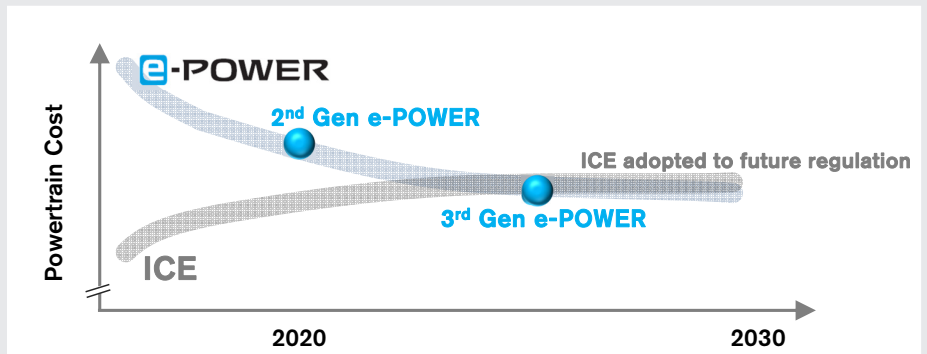 e-POWER
2nd Gen e-POWER
ICE adopted to future regulation
3rd Gen e-POWER
ICE
Powertrain Cost
2020
2030